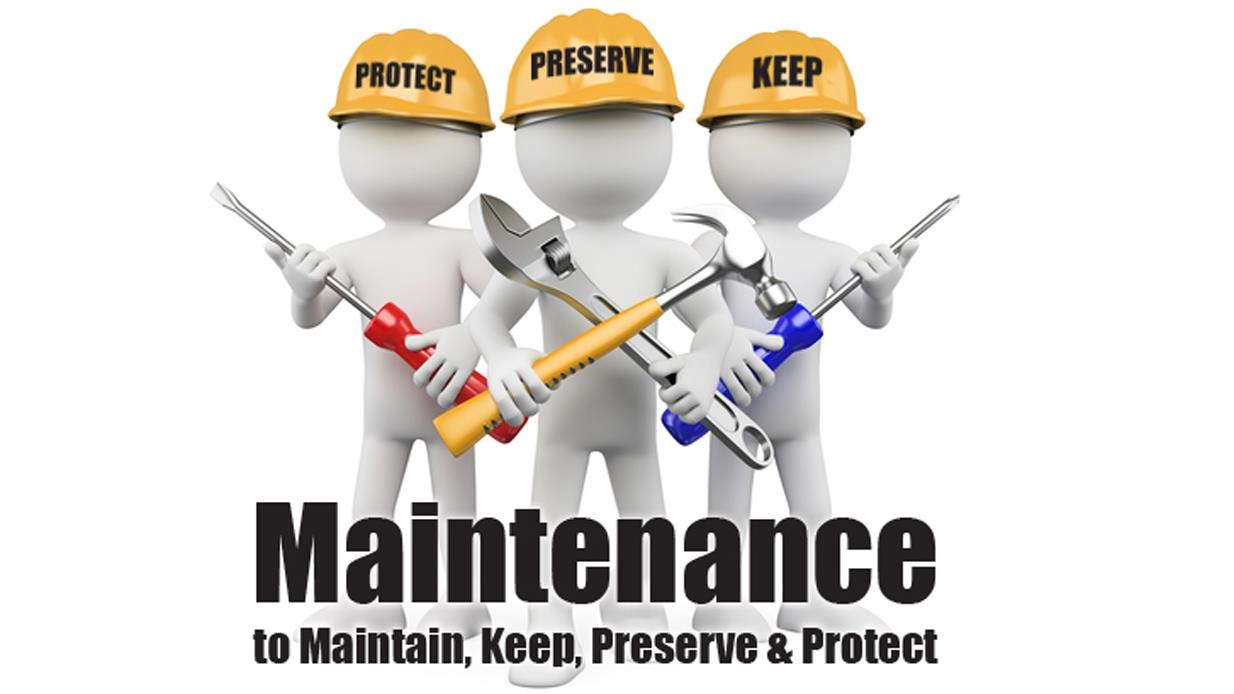 PROTECT
PRESERVE
KEEP
Maintenance
to Maintain, Keep, Preserve & Protect